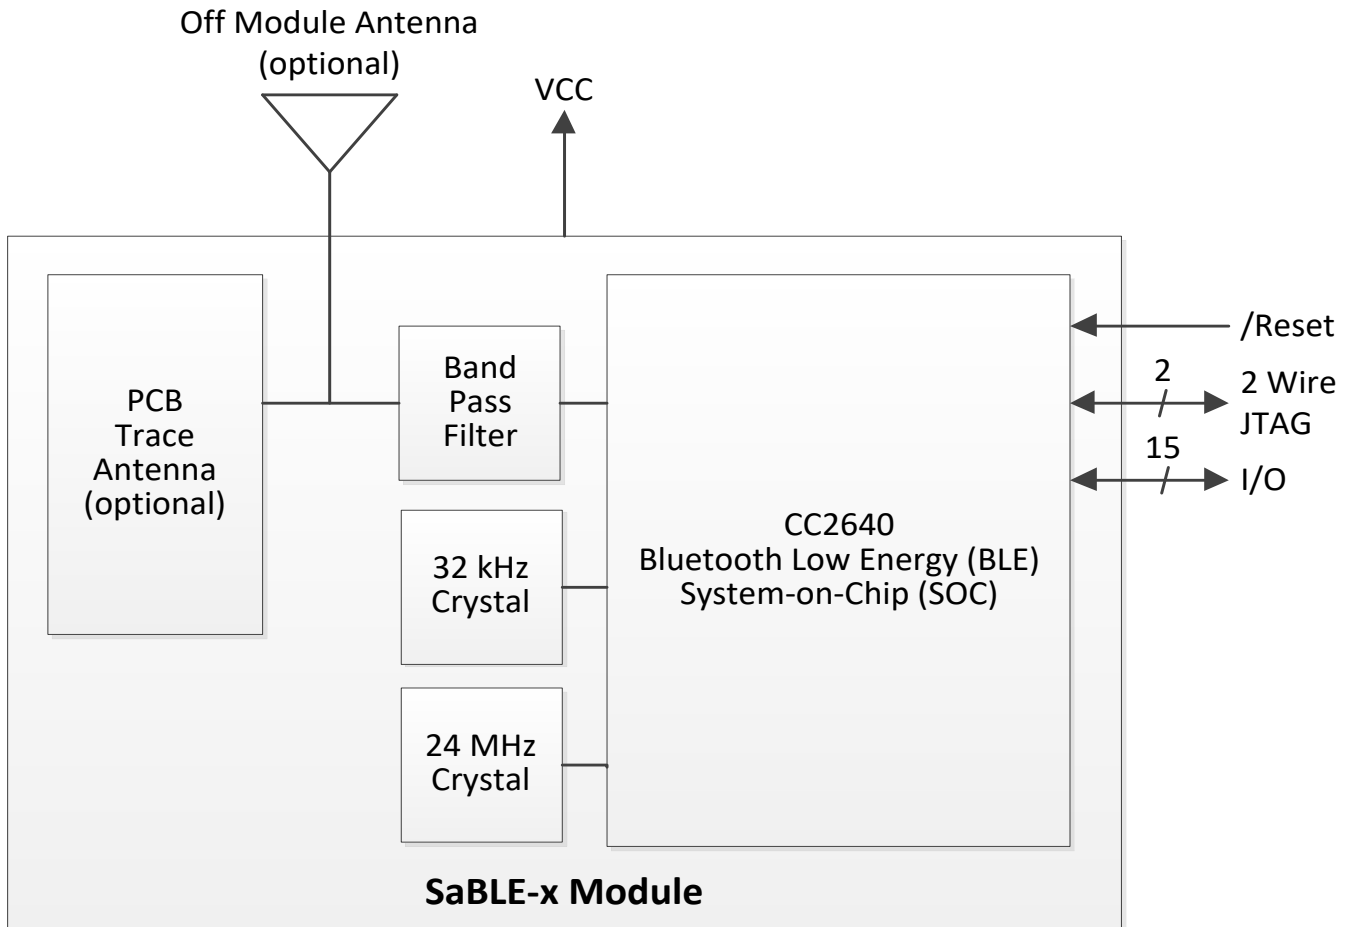 Off Module Antenna
(optional)
VCC
PCB
Trace
Antenna
(optional)
Band
Pass
Filter
32 kHz
Crystal
24 MHz
Crystal
CC2640
Bluetooth Low Energy (BLE)
System-on-Chip (SOC)
/Reset
2
2 Wire
JTAG
15
I/O
SaBLE-x Module